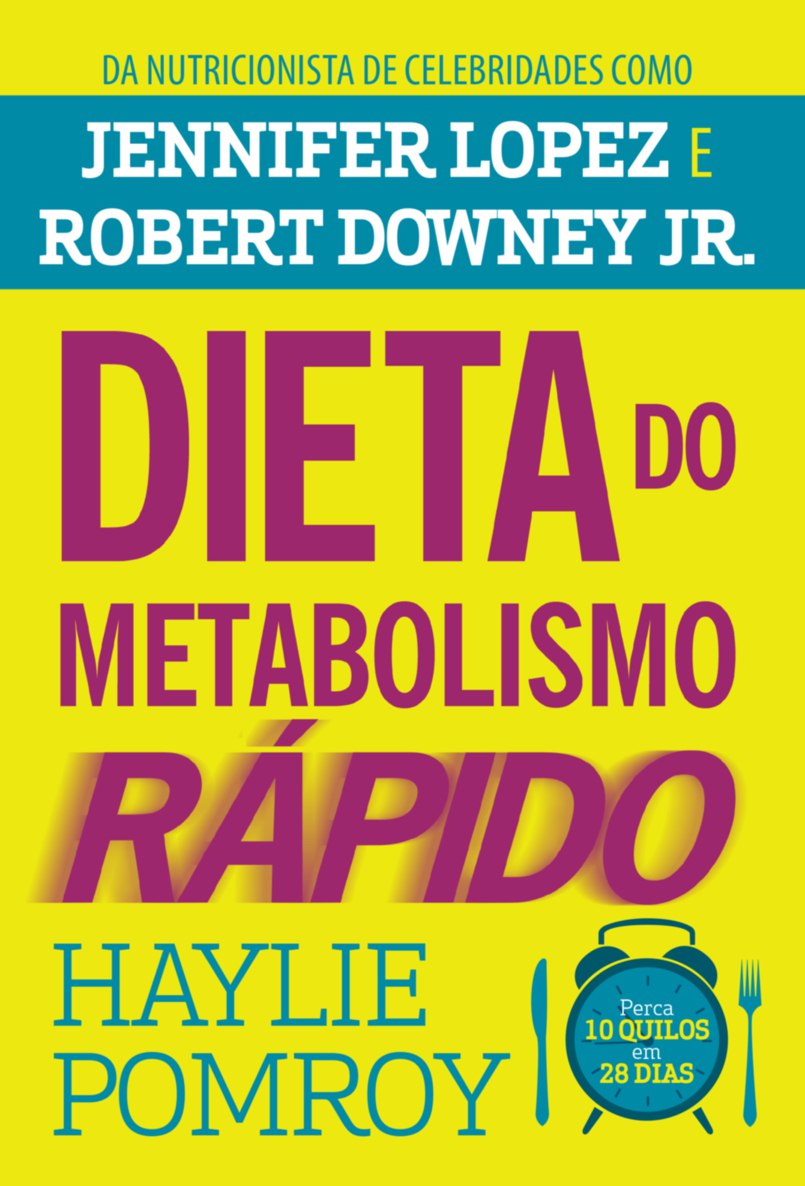 DA NUTRICIONISTA DE CELEBRIDADES COMO
JENNIFER LOPEZ E
ROBERT DOWNEY JR.
DIETA DO
METABOLISMO
RÁPIDO
HAYLIE
POMROY
Perca
10 QUILOS
em
28 DIAS